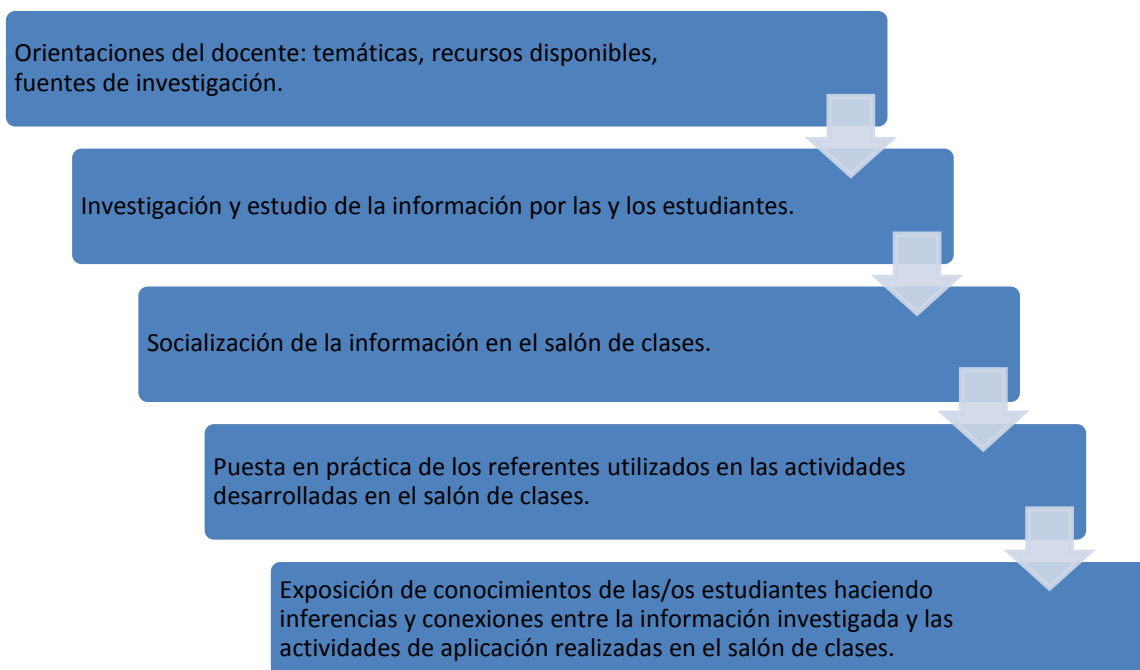 Orientaciones del docente: temáticas, recursos disponibles,
fuentes de investigación.
Investigación y estudio de la información por las y los estudiantes.
Socialización de la información en el salón de clases.
Puesta en práctica de los referentes utilizados en las actividades
desarrolladas en el salón de clases.
Exposición de conocimientos de las/os estudiantes haciendo
inferencias y conexiones entre la información investigada y las
actividades de aplicación realizadas en el salón de clases.